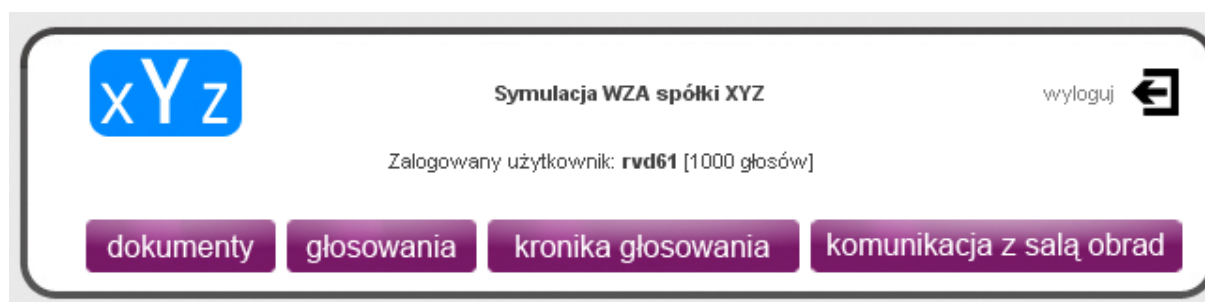 xYz
Symulacja WZA spółki XYZ
wyloguj
Zalogowany użytkownik: rvd61 [1000 głosów]
dokumenty
głosowania
kronika głosowania
komunikacja z salą obrad